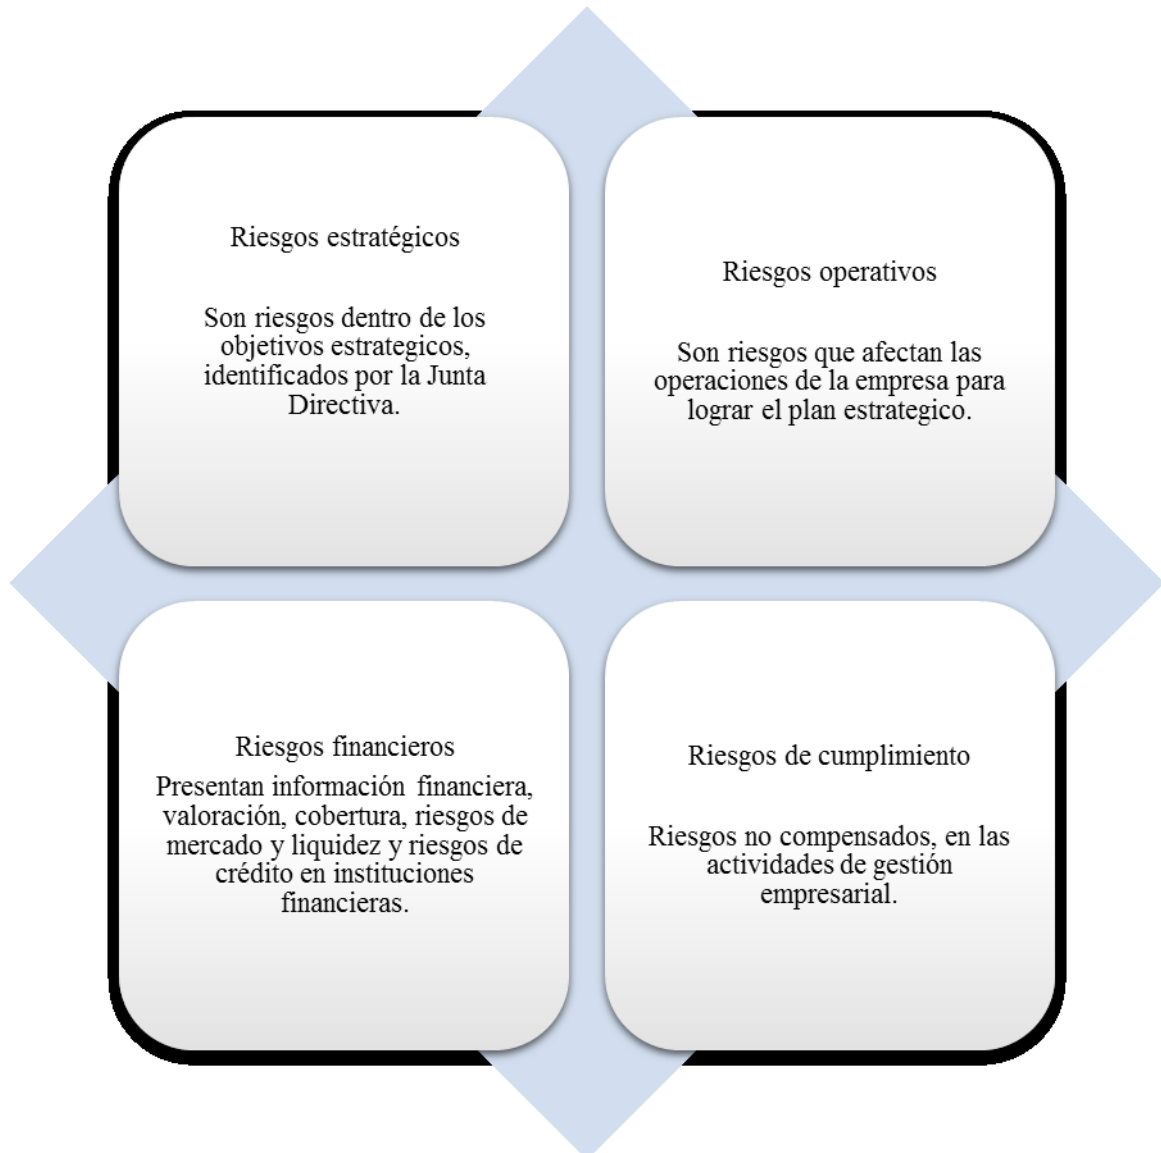 Riesgos estratégicos
Son riesgos dentro de los
objetivos estrategicos,
identificados por la Junta
Directiva.
Riesgos operativos
Son riesgos que afectan las
operaciones de la empresa para
lograr el plan estrategico.
Riesgos financieros
Presentan información financiera,
valoración, cobertura, riesgos de
mercado y liquidez y riesgos de
crédito en instituciones
financieras.
Riesgos de cumplimiento
Riesgos no compensados, en las
actividades de gestión
empresarial.